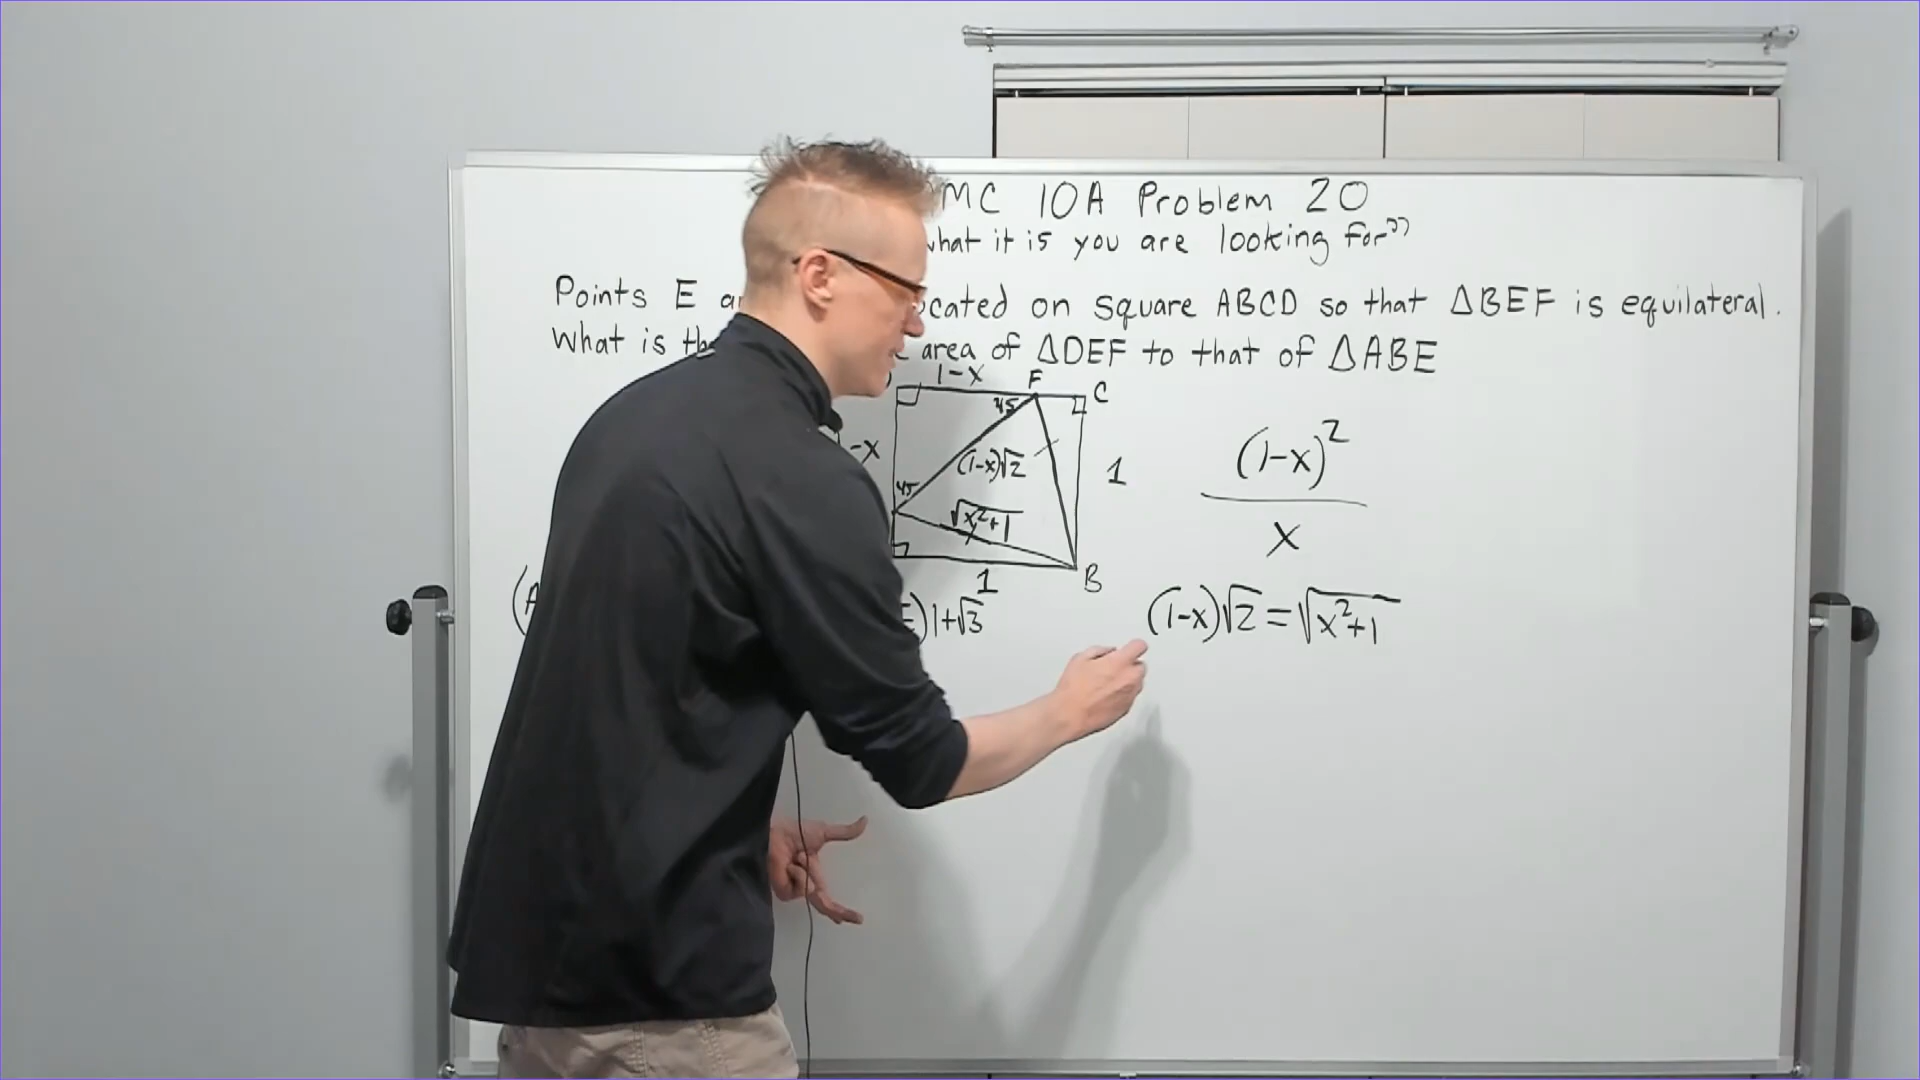 MC 10A Problem 20
what it is you are looking for"
Points E located on square ABCD so that ΔBEF is equilateral.
What is area of ΔDEF to that of ΔABE
1-x F C
45
-x (1-x)√2 1
45
√x²+1
1 B
(1-x)²
x
(A E) 1+√3
(1-x)√2 = √x²+1